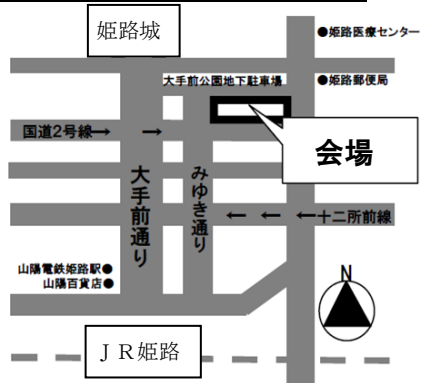 姫路城
●姫路医療センター
大手前公園地下駐車場
●姫路郵便局
国道2号線→ →
会場
大手前通り
みゆき通り
← ← ←十二所前線
山陽電鉄姫路駅●
山陽百貨店●
N
ＪＲ姫路